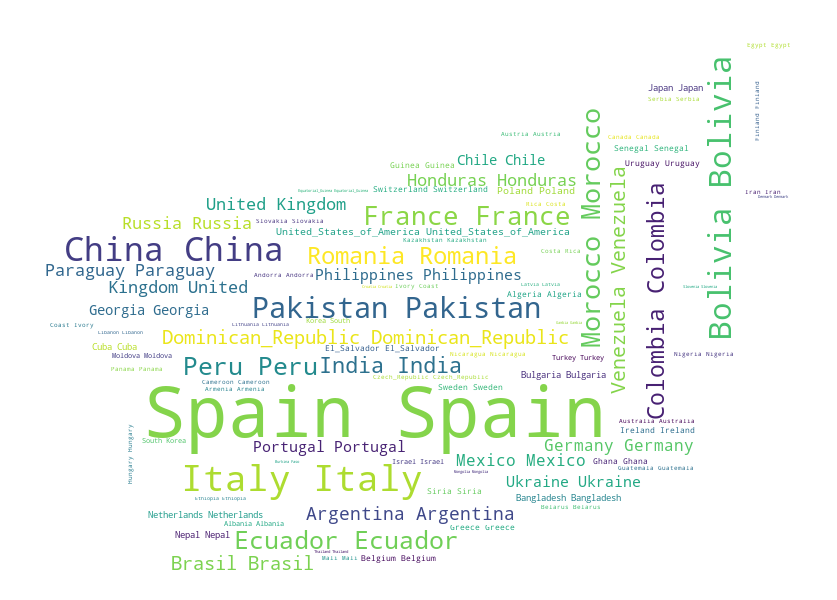 Egypt Egypt
Bolivia Bolivia
Japan Japan
Finland Finland
Serbia Serbia
Morocco Morocco
Austria Austria
Canada Canada
Senegal Senegal
Chile Chile
Guinea Guinea
Uruguay Uruguay
Venezuela Venezuela
Honduras Honduras
Colombia Colombia
Switzerland Switzerland
Poland Poland
Equatorial_Guinea Equatorial_Guinea
Iran Iran
Denmark Denmark
United Kingdom
Rica Costa
France France
Russia Russia
Slovakia Slovakia
United_States_of_America United_States_of_America
Kazakhstan Kazakhstan
China China
Romania Romania
Costa Rica
Paraguay Paraguay
Andorra Andorra
Philippines Philippines
Kingdom United
Ivory Coast
Latvia Latvia
Slovenia Slovenia
Algeria Algeria
Georgia Georgia
Pakistan Pakistan
Coast Ivory
Lithuania Lithuania
Korea South
Lebanon Lebanon
Dominican_Republic Dominican_Republic
Cuba Cuba
El_Salvador El_Salvador
Moldova Moldova
Nicaragua Nicaragua
Turkey Turkey
Nigeria Nigeria
Peru Peru
India India
Panama Panama
Czech_Republic Czech_Republic
Bulgaria Bulgaria
Cameroon Cameroon
Armenia Armenia
Sweden Sweden
Spain Spain
Australia Australia
Ireland Ireland
Hungary Hungary
South Korea
Portugal Portugal
Germany Germany
Israel Israel
Mexico Mexico
Ghana Ghana
Guatemala Guatemala
Burkina Faso
Mongolia Mongolia
Italy Italy
Ukraine Ukraine
Siria Siria
Ethiopia Ethiopia
Bangladesh Bangladesh
Belarus Belarus
Netherlands Netherlands
Argentina Argentina
Albania Albania
Greece Greece
Nepal Nepal
Ecuador Ecuador
Thailand Thailand
Brasil Brasil
Mali Mali
Belgium Belgium